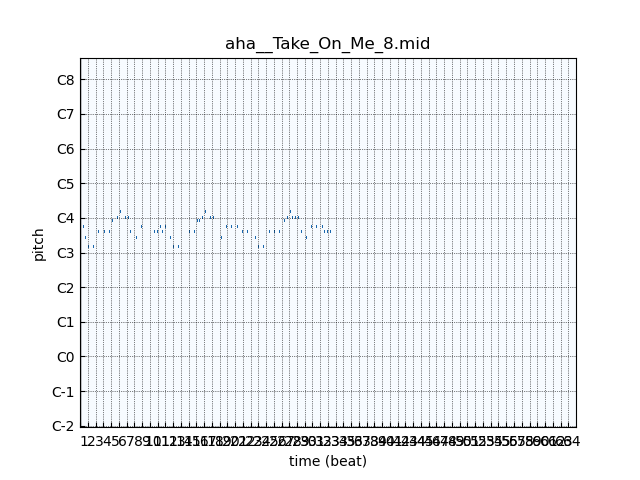 aha__Take_On_Me_8.mid
C8
C7
C6
C5
C4
C3
C2
C1
C0
C-1
C-2
pitch
time (beat)